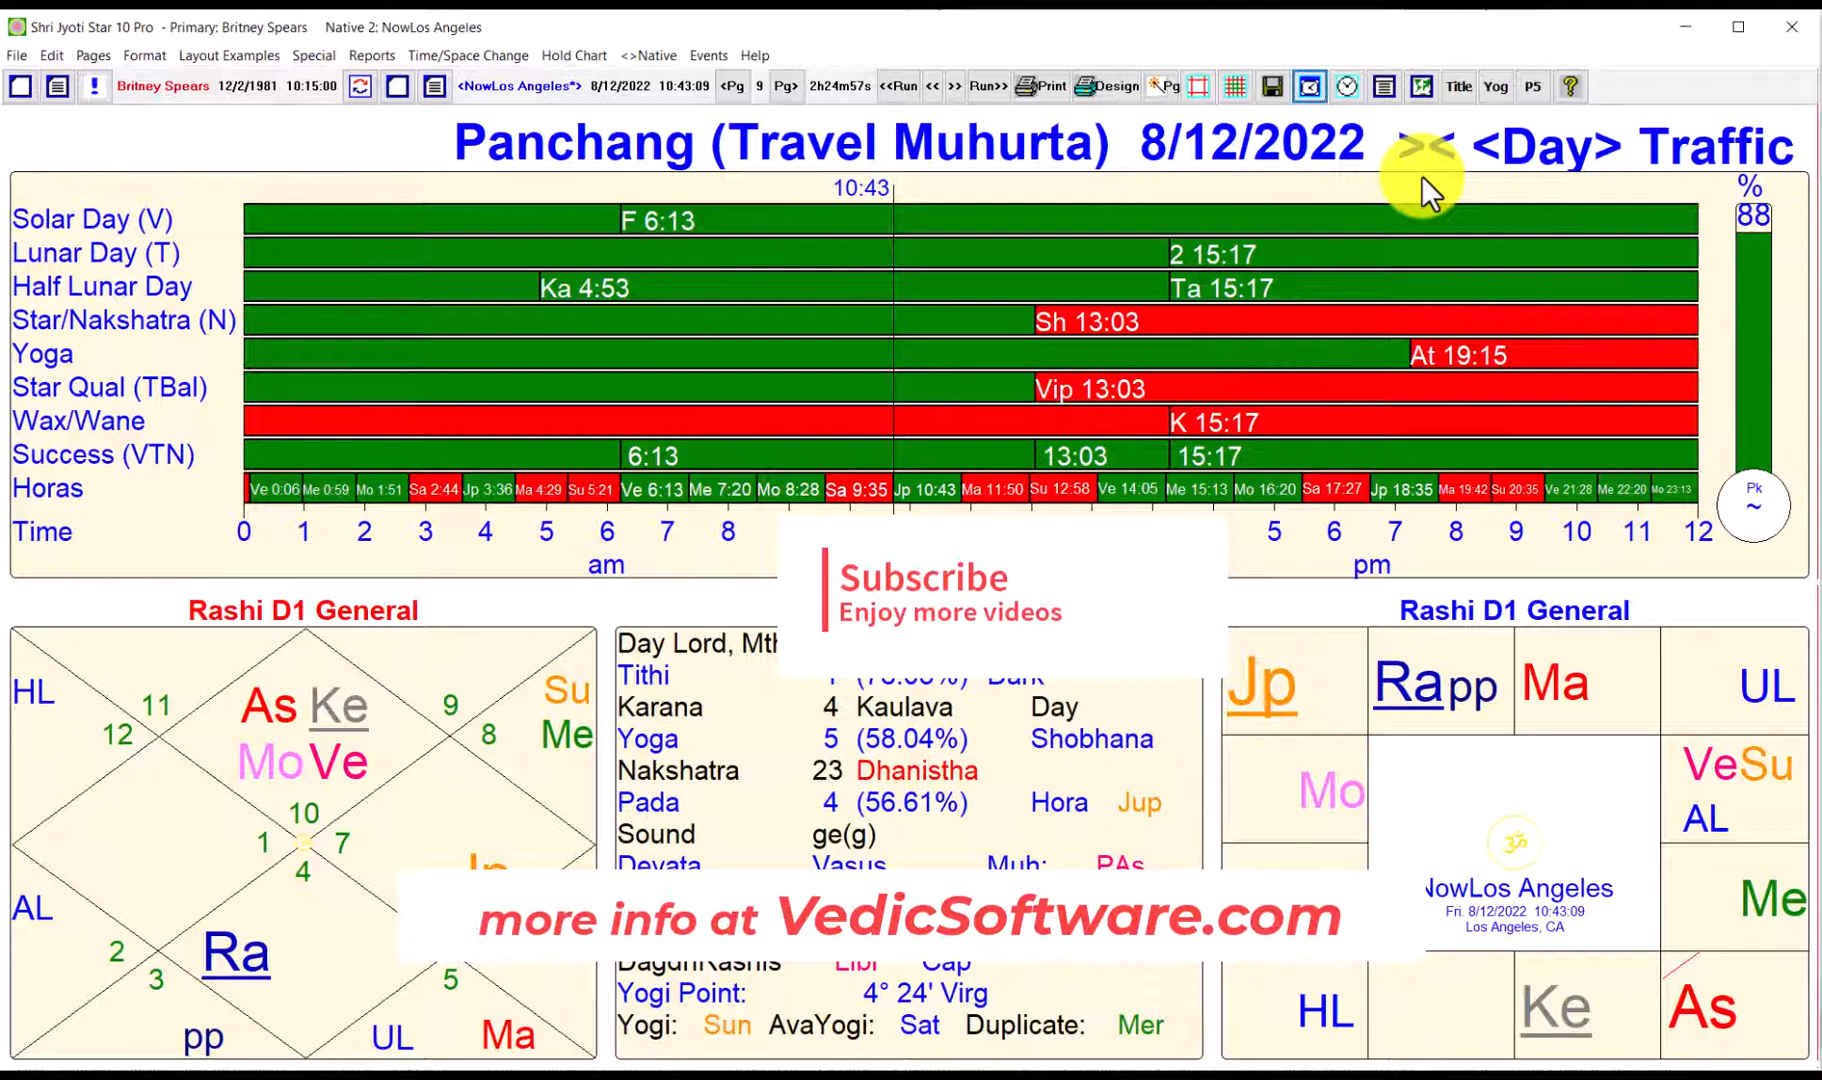 Shri Jyoti Star 10 Pro - Primary: Britney Spears Native 2: NowLos Angeles
File Edit Pages Format Layout Examples Special Reports Time/Space Change Hold Chart <>Native Events Help
Britney Spears 12/2/1981 10:15:00 <NowLos Angeles*> 8/12/2022 10:43:09 <Pg 9 Pg> 2h24m57s <<Run << >> Run>> Print Design Pg Title Yog P5
Panchang (Travel Muhurta) 8/12/2022 >< <Day> Traffic
10:43 %
Solar Day (V) F 6:13 88
Lunar Day (T) 2 15:17
Half Lunar Day Ka 4:53 Ta 15:17
Star/Nakshatra (N) Sh 13:03
Yoga At 19:15
Star Qual (TBal) Vip 13:03
Wax/Wane K 15:17
Success (VTN) 6:13 13:03 15:17
Horas Ve 0:06 Me 0:59 Mo 1:51 Sa 2:44 Jp 3:36 Ma 4:29 Su 5:21 Ve 6:13 Me 7:20 Mo 8:28 Sa 9:35 Jp 10:43 Ma 11:50 Su 12:58 Ve 14:05 Me 15:13 Mo 16:20 Sa 17:27 Jp 18:35 Ma 19:42 Su 20:35 Ve 21:28 Me 22:20 Mo 23:13
Pk
~
Time 0 1 2 3 4 5 6 7 8 5 6 7 8 9 10 11 12
am pm
Subscribe
Enjoy more videos
Rashi D1 General
HL
11
12
As Ke
Mo Ve
9
8
Su
Me
10
1 7
4
AL
2
3
Ra
5
pp
UL
Ma
Day Lord, Mth
Tithi
Karana 4 Kaulava Day
Yoga 5 (58.04%) Shobhana
Nakshatra 23 Dhanistha
Pada 4 (56.61%) Hora Jup
Sound ge(g)
Devata Vasus Muh: PAs
more info at VedicSoftware.com
DagdhRashis Libr Cap
Yogi Point: 4° 24' Virg
Yogi: Sun AvaYogi: Sat Duplicate: Mer
Rashi D1 General
Jp
Ra pp
Ma
UL
Mo
Ve Su
AL
ॐ
NowLos Angeles
Fri. 8/12/2022 10:43:09
Los Angeles, CA
Me
HL
Ke
As